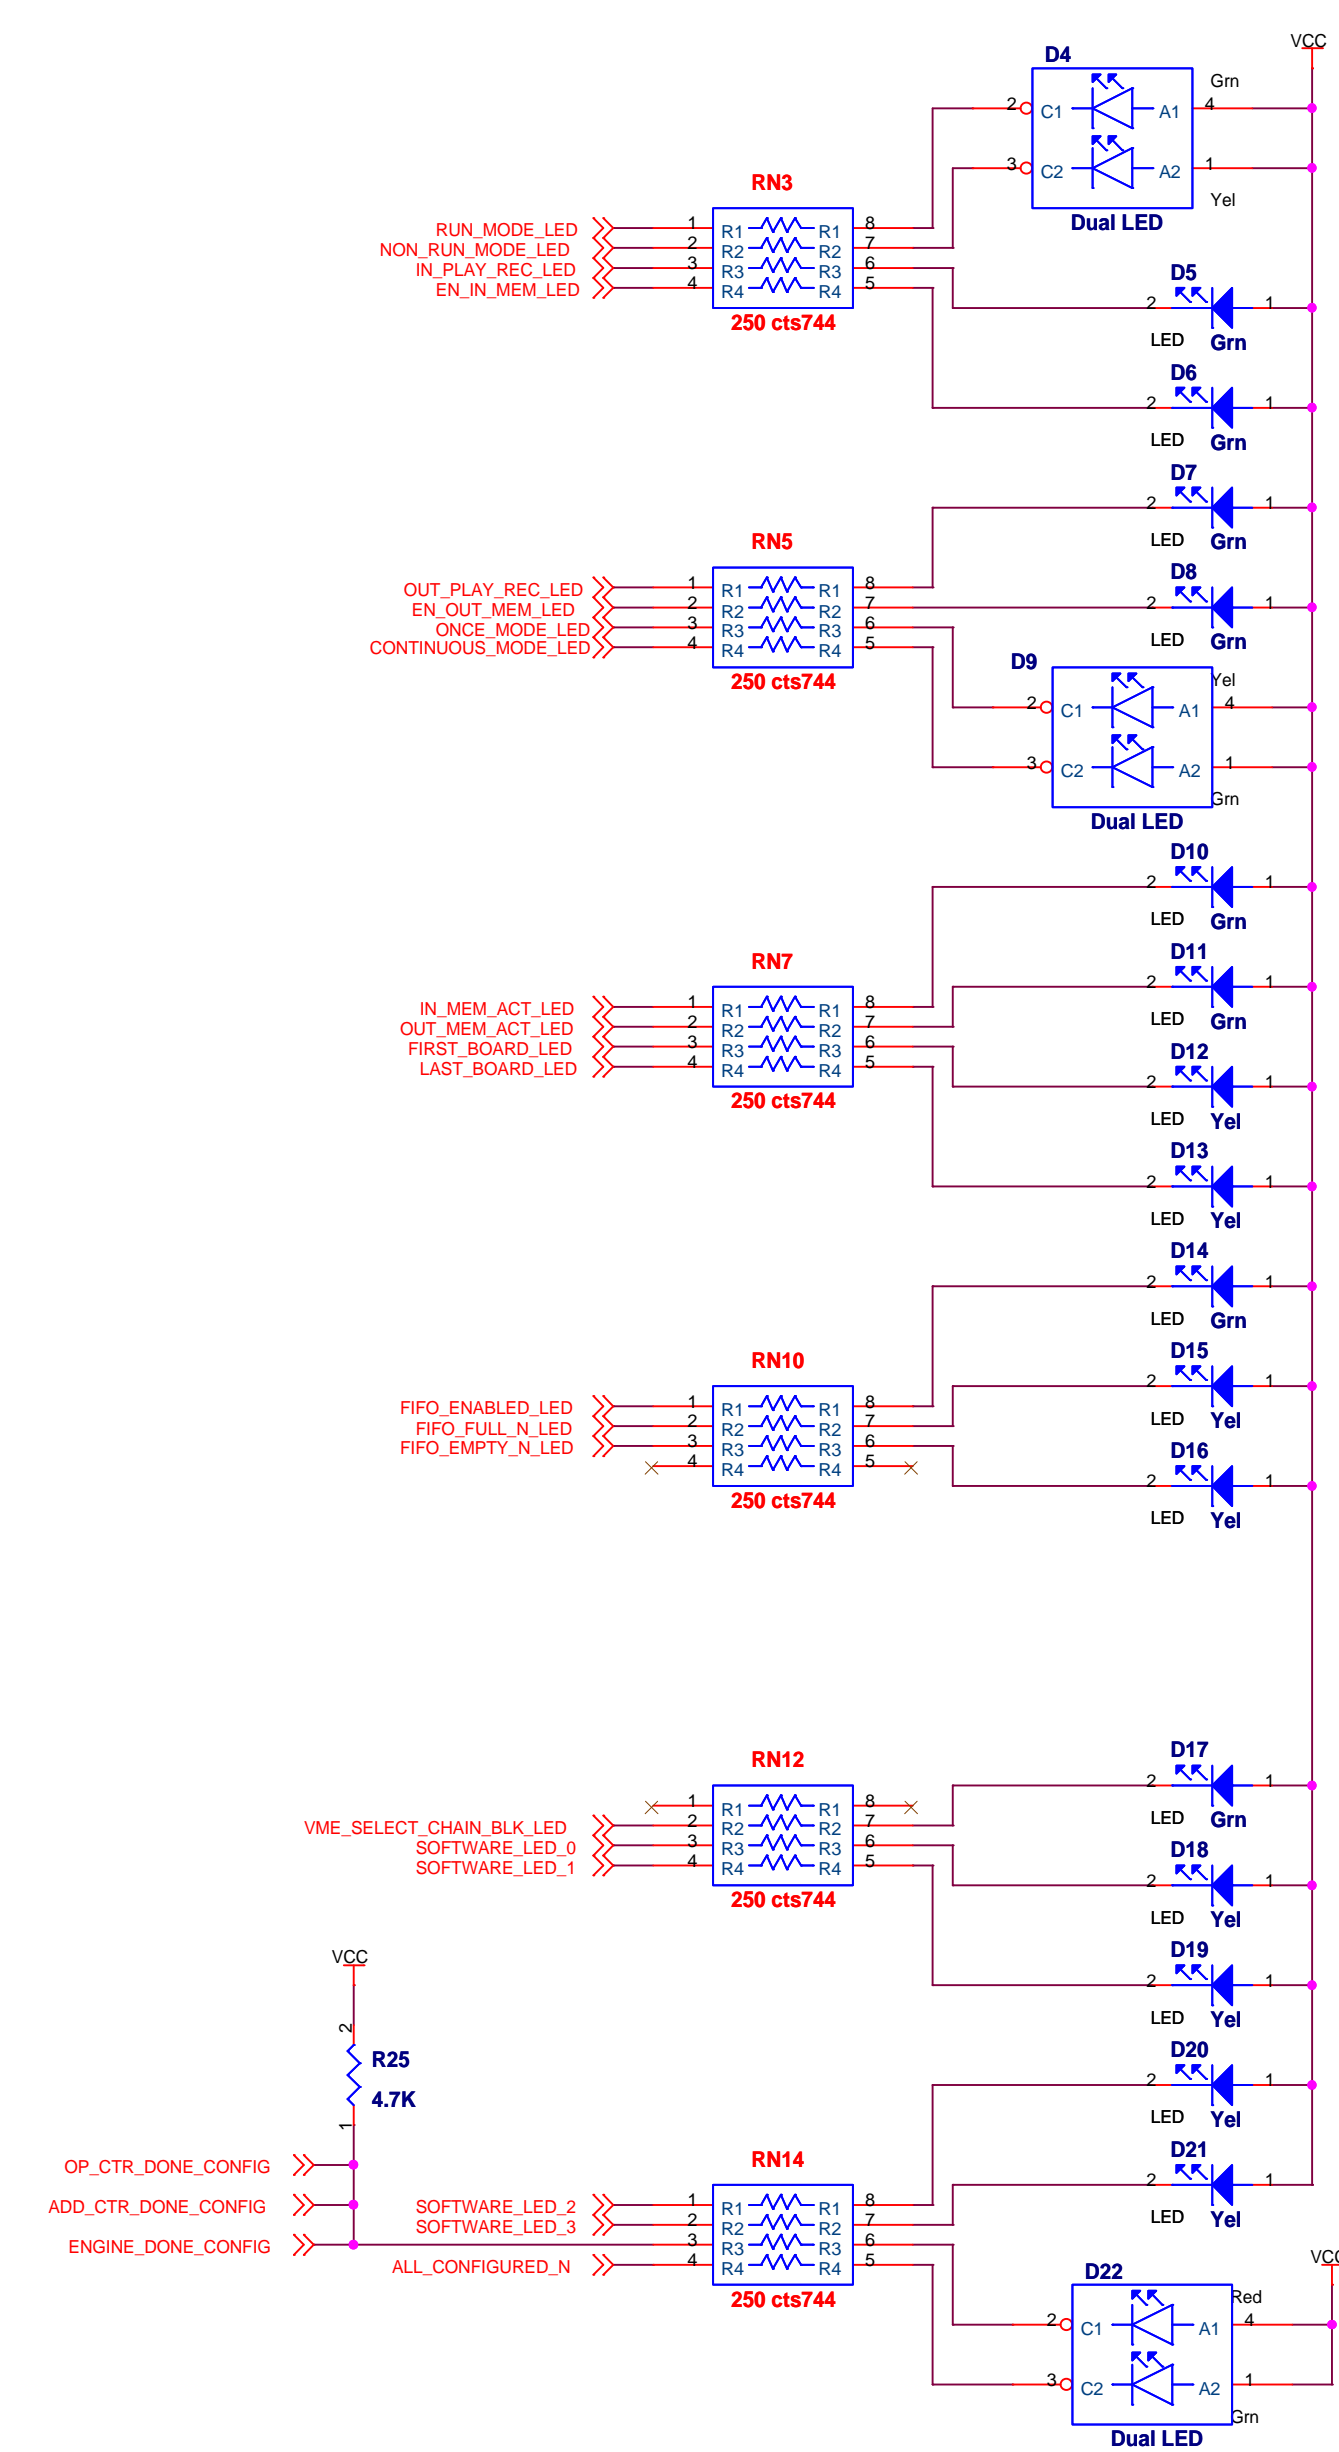 VCC
D4
Grn
2 C1 A1 4
3 C2 A2 1
Yel
Dual LED
RN3
RUN_MODE_LED 1 R1 R1 8
NON_RUN_MODE_LED 2 R2 R2 7
IN_PLAY_REC_LED 3 R3 R3 6
EN_IN_MEM_LED 4 R4 R4 5
250 cts744
D5
2 1
LED Grn
D6
2 1
LED Grn
D7
2 1
LED Grn
RN5
OUT_PLAY_REC_LED 1 R1 R1 8
EN_OUT_MEM_LED 2 R2 R2 7
ONCE_MODE_LED 3 R3 R3 6
CONTINUOUS_MODE_LED 4 R4 R4 5
250 cts744
D8
2 1
LED Grn
D9
Yel
2 C1 A1 4
3 C2 A2 1
Grn
Dual LED
D10
2 1
LED Grn
RN7
IN_MEM_ACT_LED 1 R1 R1 8
OUT_MEM_ACT_LED 2 R2 R2 7
FIRST_BOARD_LED 3 R3 R3 6
LAST_BOARD_LED 4 R4 R4 5
250 cts744
D11
2 1
LED Grn
D12
2 1
LED Yel
D13
2 1
LED Yel
D14
2 1
LED Grn
RN10
FIFO_ENABLED_LED 1 R1 R1 8
FIFO_FULL_N_LED 2 R2 R2 7
FIFO_EMPTY_N_LED 3 R3 R3 6
4 R4 R4 5
250 cts744
D15
2 1
LED Yel
D16
2 1
LED Yel
RN12
1 R1 R1 8
VME_SELECT_CHAIN_BLK_LED 2 R2 R2 7
SOFTWARE_LED_0 3 R3 R3 6
SOFTWARE_LED_1 4 R4 R4 5
250 cts744
D17
2 1
LED Grn
D18
2 1
LED Yel
D19
2 1
LED Yel
VCC
2
R25
4.7K
1
D20
2 1
LED Yel
D21
2 1
LED Yel
OP_CTR_DONE_CONFIG
ADD_CTR_DONE_CONFIG
ENGINE_DONE_CONFIG
RN14
SOFTWARE_LED_2 1 R1 R1 8
SOFTWARE_LED_3 2 R2 R2 7
3 R3 R3 6
ALL_CONFIGURED_N 4 R4 R4 5
250 cts744
VCC
D22
Red
2 C1 A1 4
3 C2 A2 1
Grn
Dual LED